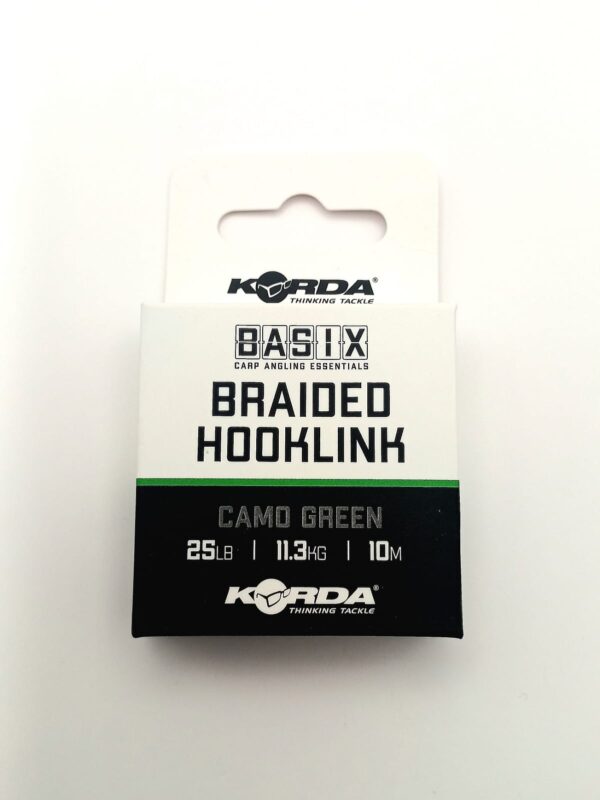 KORDA®
THINKING TACKLE
BASIX
CARP ANGLING ESSENTIALS
BRAIDED
HOOKLINK
CAMO GREEN
25LB | 11.3KG | 10M
KORDA®
THINKING TACKLE